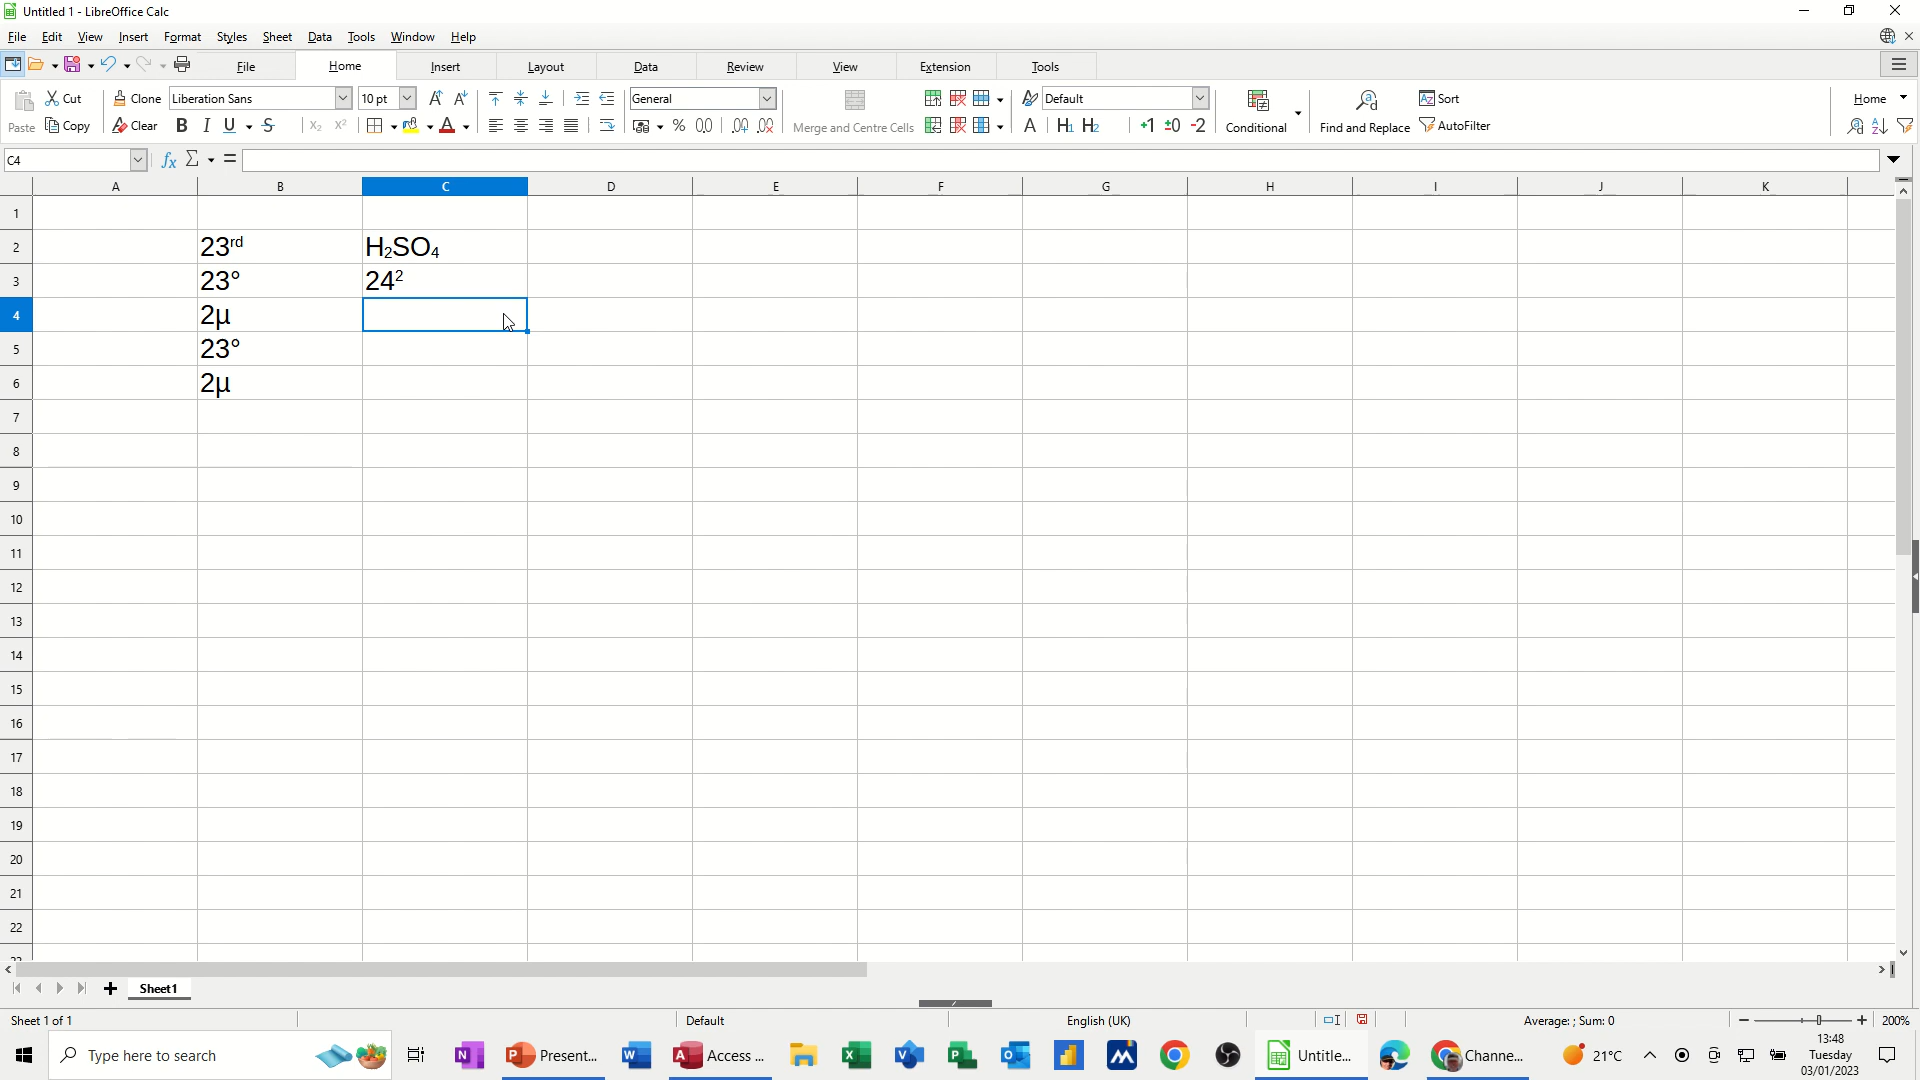 Untitled 1 - LibreOffice Calc
File Edit View Insert Format Styles Sheet Data Tools Window Help
File Home Insert Layout Data Review View Extension Tools
Cut Clone Liberation Sans 10 pt General Default Sort Home
Paste Copy Clear Merge and Centre Cells Conditional Find and Replace AutoFilter
C4
A B C D E F G H I J K
1
2 23ʳᵈ H₂SO₄
3 23° 24²
4 2µ
5 23°
6 2µ
7
8
9
10
11
12
13
14
15
16
17
18
19
20
21
22
Sheet1
Sheet 1 of 1 Default English (UK) Average: ; Sum: 0 200%
Type here to search Present... Access ... Untitle... Channe... 21°C 13:48
Tuesday
03/01/2023